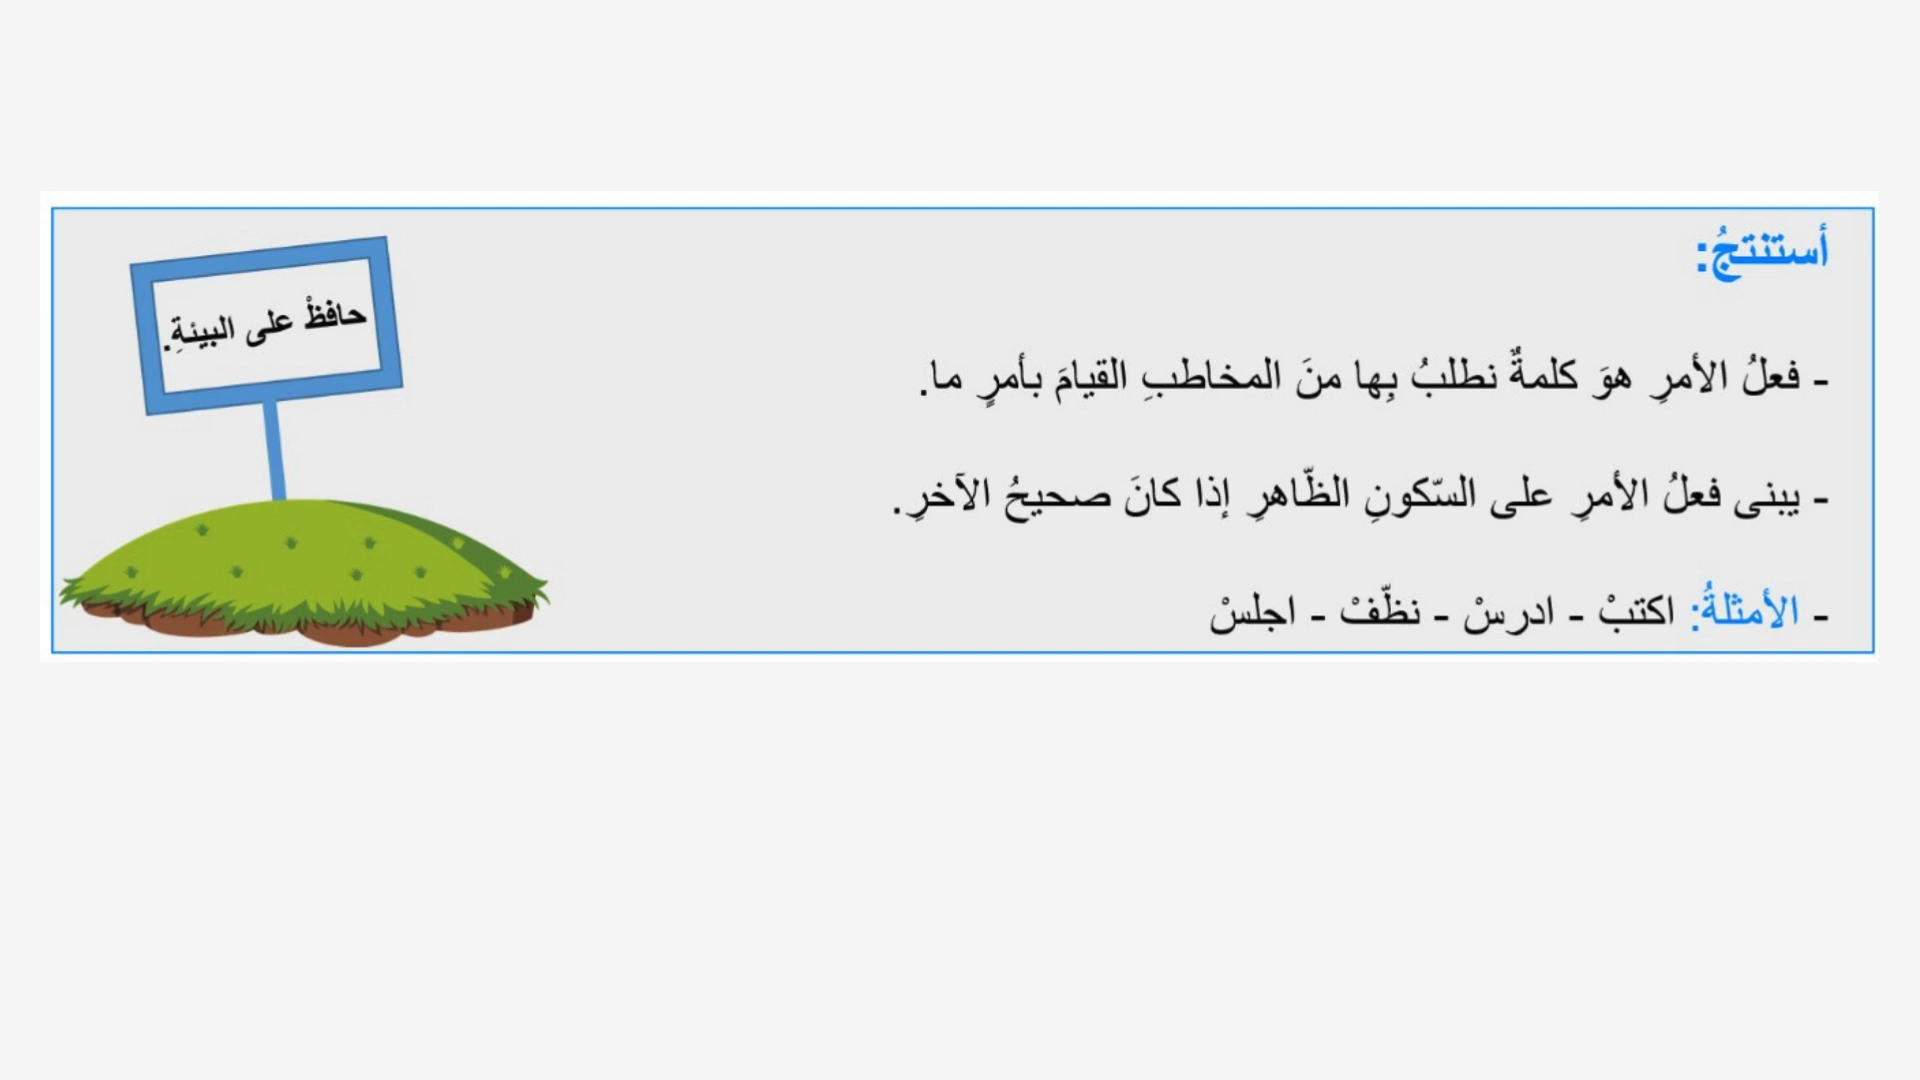 أستنتجُ:
حافظْ على البيئةِ.
- فعلُ الأمرِ هوَ كلمةٌ نطلبُ بِها منَ المخاطبِ القيامَ بأمرٍ ما.
- يبنى فعلُ الأمرِ على السّكونِ الظّاهرِ إذا كانَ صحيحُ الآخرِ.
- الأمثلةُ: اكتبْ - ادرسْ - نظّفْ - اجلسْ